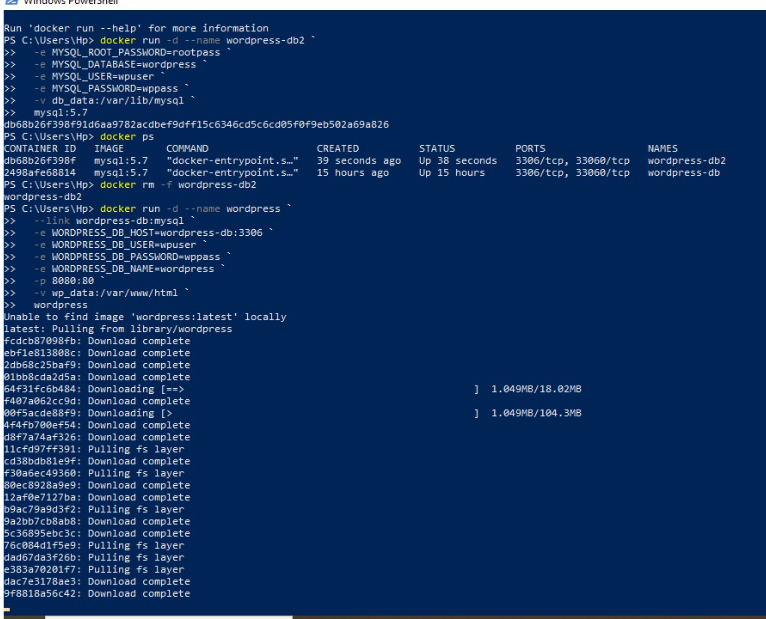 Windows PowerShell
Run 'docker run --help' for more information
PS C:\Users\Hp> docker run -d --name wordpress-db2 `
>>   -e MYSQL_ROOT_PASSWORD=rootpass `
>>   -e MYSQL_DATABASE=wordpress `
>>   -e MYSQL_USER=wpuser `
>>   -e MYSQL_PASSWORD=wppass `
>>   -v db_data:/var/lib/mysql `
>>   mysql:5.7
db68b26f398f91d6aa9782acdbef9dff15c6346cd5c6cd05f0f9eb502a69a826
PS C:\Users\Hp> docker ps
CONTAINER ID   IMAGE       COMMAND                  CREATED          STATUS          PORTS                 NAMES
db68b26f398f   mysql:5.7   "docker-entrypoint.s…"   39 seconds ago   Up 38 seconds   3306/tcp, 33060/tcp   wordpress-db2
2498afe68814   mysql:5.7   "docker-entrypoint.s…"   15 hours ago     Up 15 hours     3306/tcp, 33060/tcp   wordpress-db
PS C:\Users\Hp> docker rm -f wordpress-db2
wordpress-db2
PS C:\Users\Hp> docker run -d --name wordpress `
>>   --link wordpress-db:mysql `
>>   -e WORDPRESS_DB_HOST=wordpress-db:3306 `
>>   -e WORDPRESS_DB_USER=wpuser `
>>   -e WORDPRESS_DB_PASSWORD=wppass `
>>   -e WORDPRESS_DB_NAME=wordpress `
>>   -p 8080:80 `
>>   -v wp_data:/var/www/html `
>>   wordpress
Unable to find image 'wordpress:latest' locally
latest: Pulling from library/wordpress
fcdcb87098fb: Download complete
ebf1e813808c: Download complete
2db68c25baf9: Download complete
01bb8cda2d5a: Download complete
64f31fc6b484: Downloading [==>                                                ]  1.049MB/18.02MB
f407a062cc9d: Download complete
00f5acde88f9: Downloading [>                                                  ]  1.049MB/104.3MB
4f4fb700ef54: Download complete
d8f7a74af326: Download complete
11cfd97ff391: Pulling fs layer
cd38bdb81e9f: Download complete
f30a6ec49360: Pulling fs layer
80ec8928a9e9: Download complete
12af0e7127ba: Download complete
b9ac79a9d3f2: Pulling fs layer
9a2bb7cb8ab8: Download complete
5c36895ebc3c: Download complete
76c084d1f5e9: Pulling fs layer
dad67da3f26b: Pulling fs layer
e383a70201f7: Pulling fs layer
dac7e3178ae3: Download complete
9f8818a56c42: Download complete